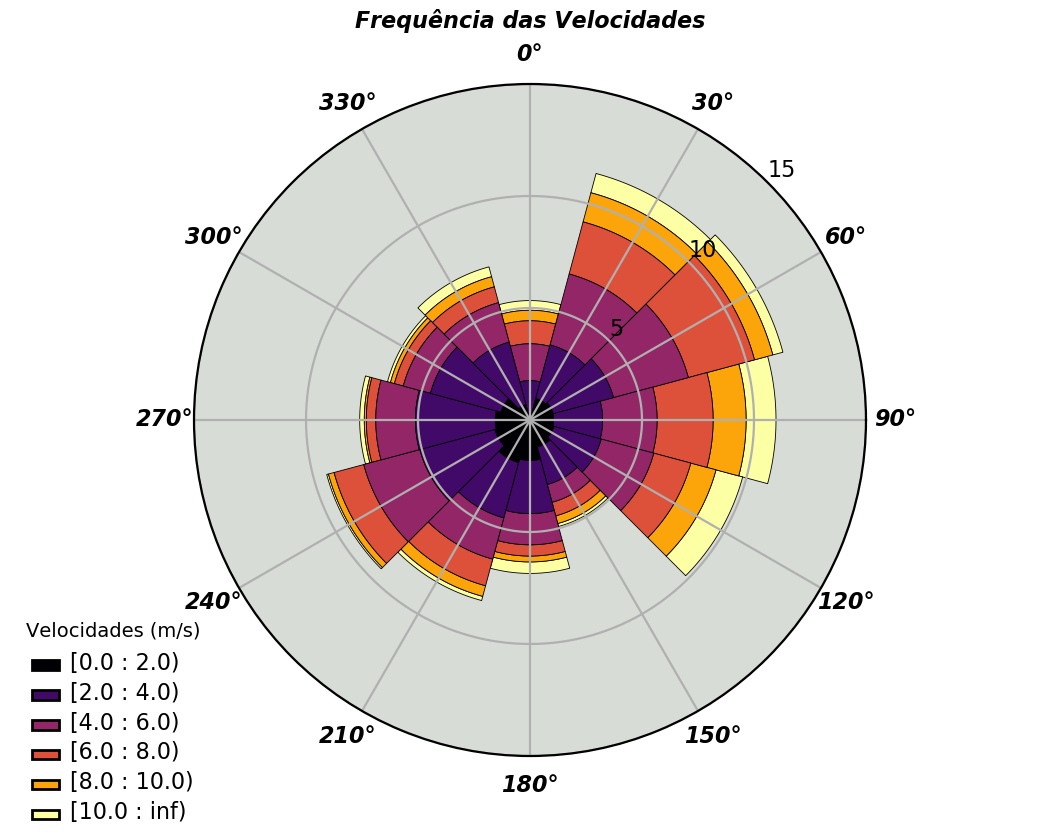 Frequência das Velocidades
0°
330°
30°
15
300°
60°
10
5
270°
90°
240°
120°
210°
150°
180°
Velocidades (m/s)
[0.0 : 2.0)
[2.0 : 4.0)
[4.0 : 6.0)
[6.0 : 8.0)
[8.0 : 10.0)
[10.0 : inf)